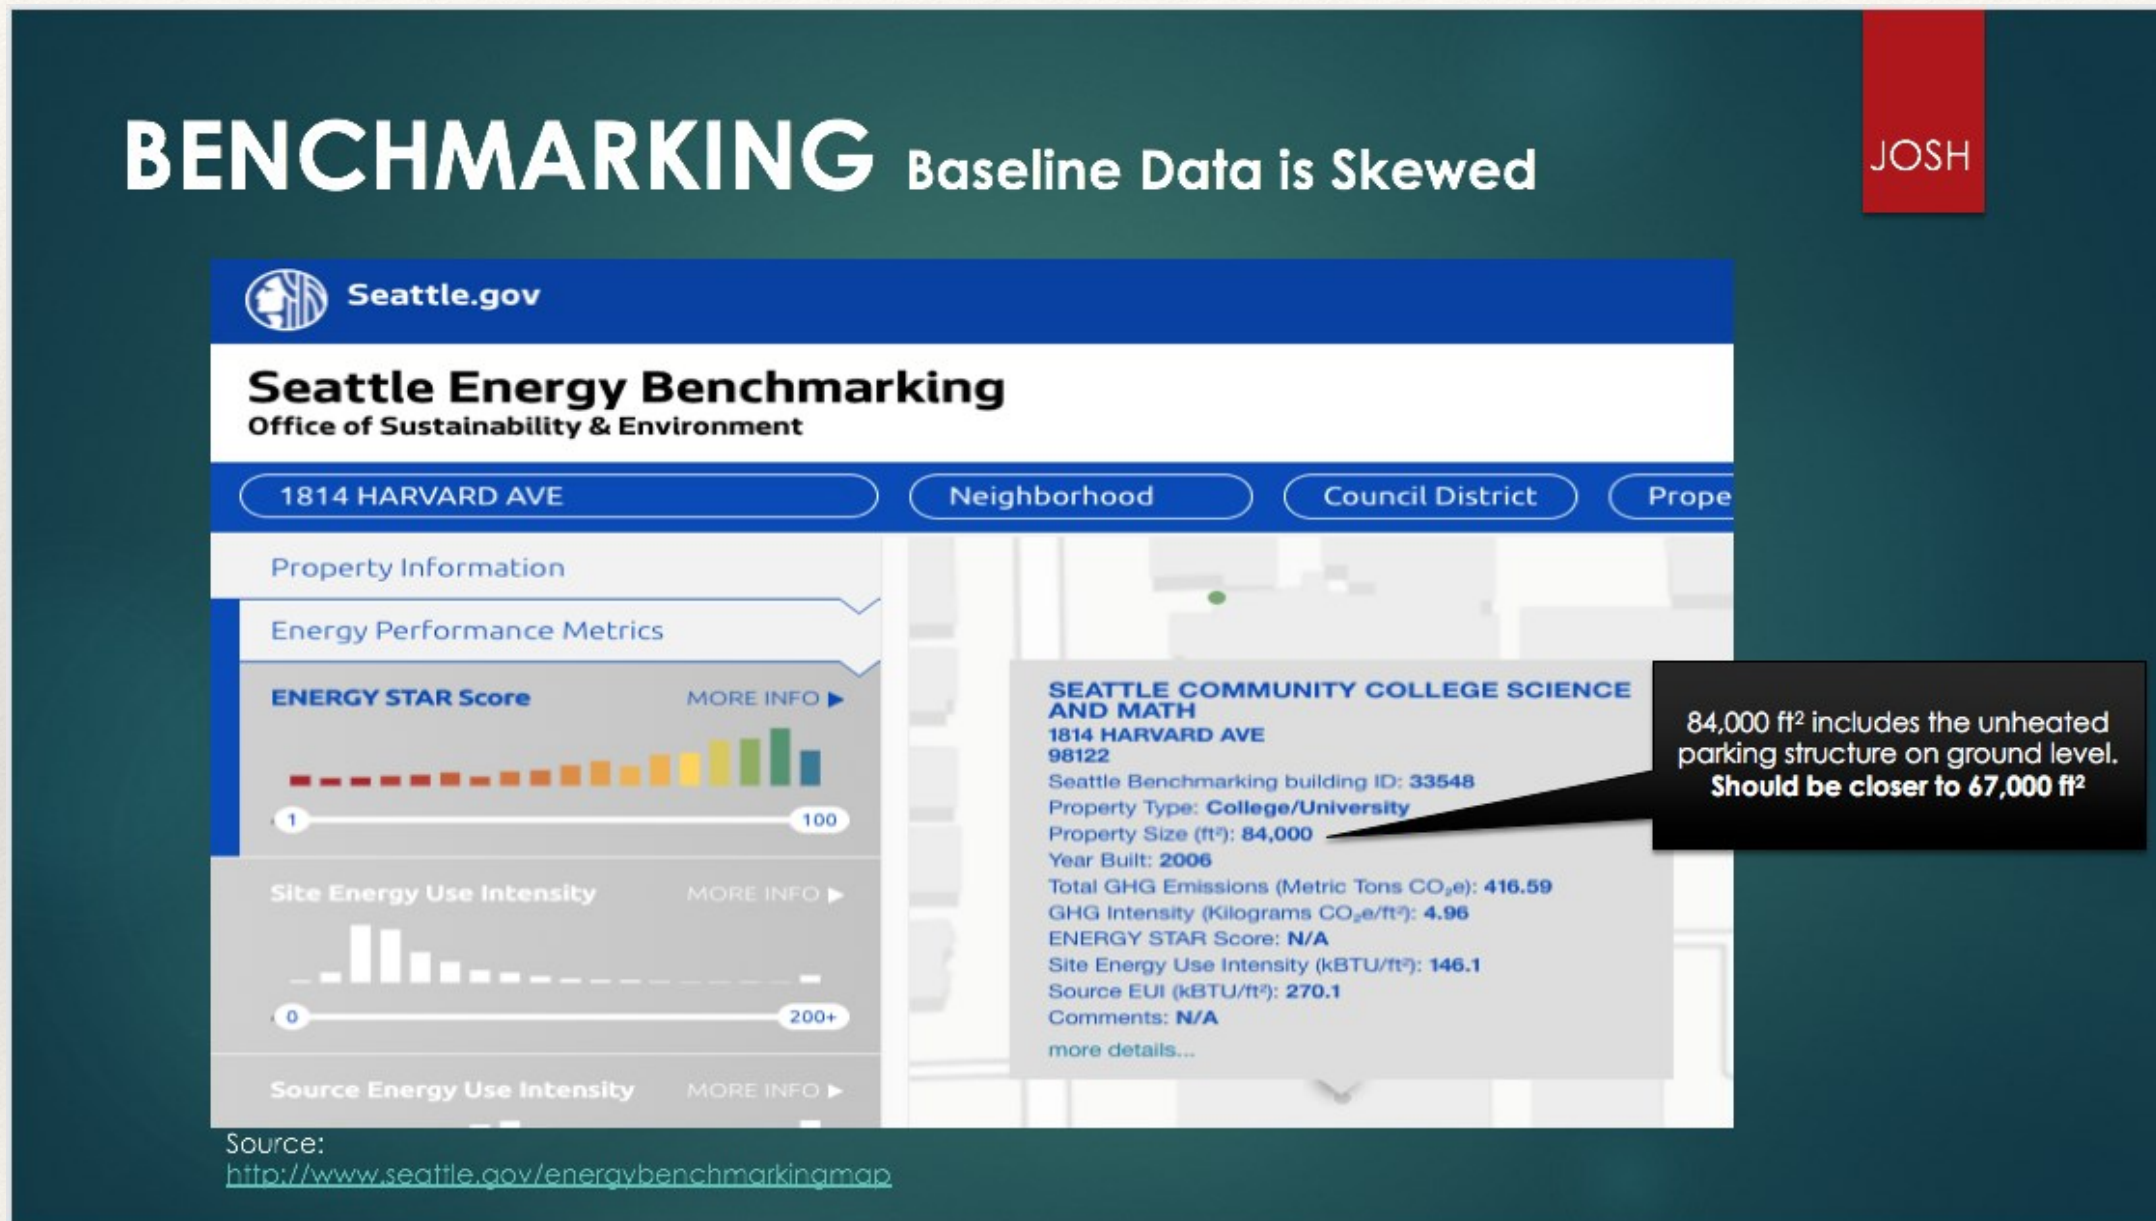 BENCHMARKING Baseline Data is Skewed
JOSH
Seattle.gov
Seattle Energy Benchmarking
Office of Sustainability & Environment
1814 HARVARD AVE
Neighborhood
Council District
Prope
Property Information
Energy Performance Metrics
ENERGY STAR Score
MORE INFO ▶
1
100
Site Energy Use Intensity
MORE INFO ▶
0
200+
Source Energy Use Intensity
MORE INFO ▶
SEATTLE COMMUNITY COLLEGE SCIENCE
AND MATH
1814 HARVARD AVE
98122
Seattle Benchmarking building ID: 33548
Property Type: College/University
Property Size (ft²): 84,000
Year Built: 2006
Total GHG Emissions (Metric Tons CO₂e): 416.59
GHG Intensity (Kilograms CO₂e/ft²): 4.96
ENERGY STAR Score: N/A
Site Energy Use Intensity (kBTU/ft²): 146.1
Source EUI (kBTU/ft²): 270.1
Comments: N/A
more details...
84,000 ft² includes the unheated
parking structure on ground level.
Should be closer to 67,000 ft²
Source:
http://www.seattle.gov/energybenchmarkingmap